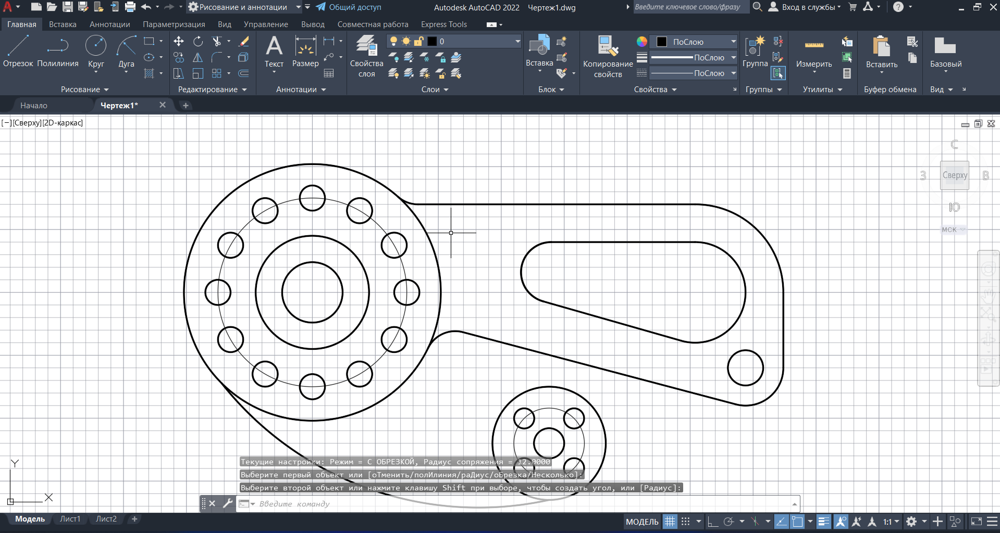 Рисование и аннотации
Общий доступ
Autodesk AutoCAD 2022 Чертеж1.dwg
Введите ключевое слово/фразу
Вход в службы
Главная Вставка Аннотации Параметризация Вид Управление Вывод Совместная работа Express Tools
Отрезок Полилиния Круг Дуга
Рисование
Редактирование
Текст Размер
Аннотации
Свойства слоя
0
Слои
Вставка
Блок
Копирование свойств
ПоСлою
ПоСлою
ПоСлою
Свойства
Группа
Группы
Измерить
Утилиты
Вставить
Буфер обмена
Базовый
Вид
Начало Чертеж1*
[−][Сверху][2D-каркас]
С
З Сверху В
Ю
МСК
Y
X
Текущие настройки: Режим = С ОБРЕЗКОЙ, Радиус сопряжения = 12.0000
Выберите первый объект или [оТменить/полИлиния/раДиус/оБрезка/Несколько]:
Выберите второй объект или нажмите клавишу Shift при выборе, чтобы создать угол, или [Радиус]:
Введите команду
Модель Лист1 Лист2
МОДЕЛЬ 1:1